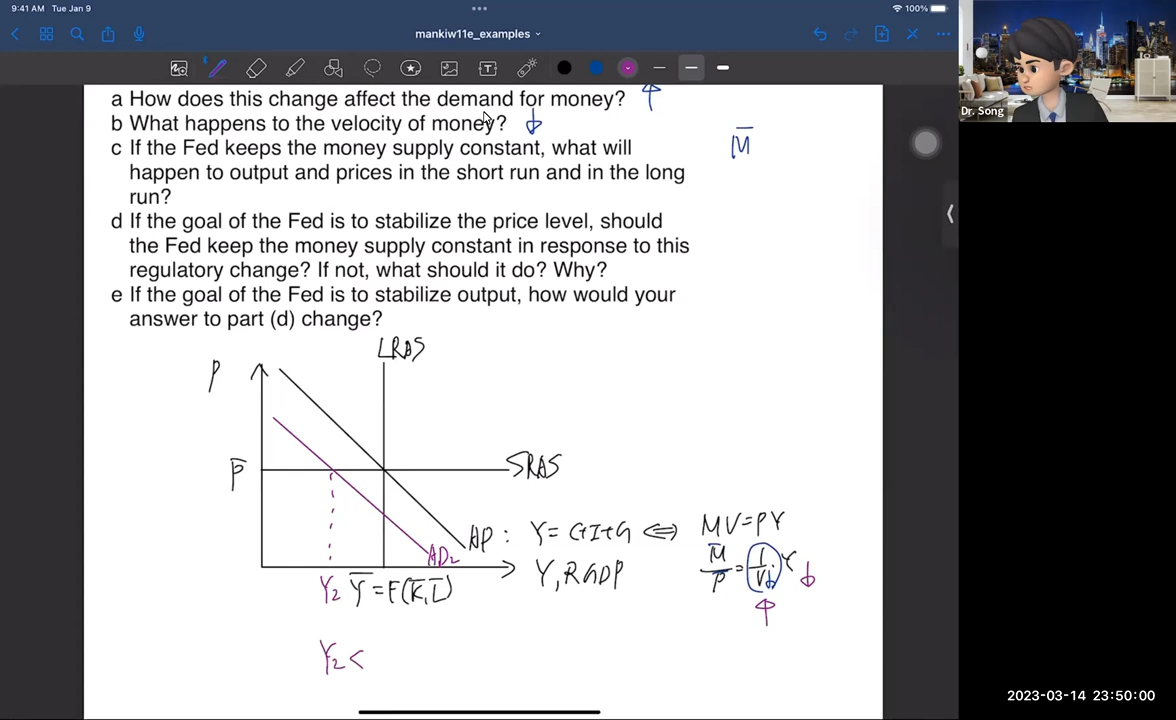 9:41 AM Tue Jan 9
100%
mankiw11e_examples
Dr. Song
a How does this change affect the demand for money? ↑
b What happens to the velocity of money? ↓
M̅
c If the Fed keeps the money supply constant, what will
happen to output and prices in the short run and in the long
run?
d If the goal of the Fed is to stabilize the price level, should
the Fed keep the money supply constant in response to this
regulatory change? If not, what should it do? Why?
e If the goal of the Fed is to stabilize output, how would your
answer to part (d) change?
LRAS
P
P̅
SRAS
AD : Y = C+I+G ⇔ MV=PY
AD₂
M̅/P = 1/V↓ · Y ↓
↑
Y₂ Y̅ = F(K̅, L̅)
Y, RGDP
Y₂ <
2023-03-14 23:50:00